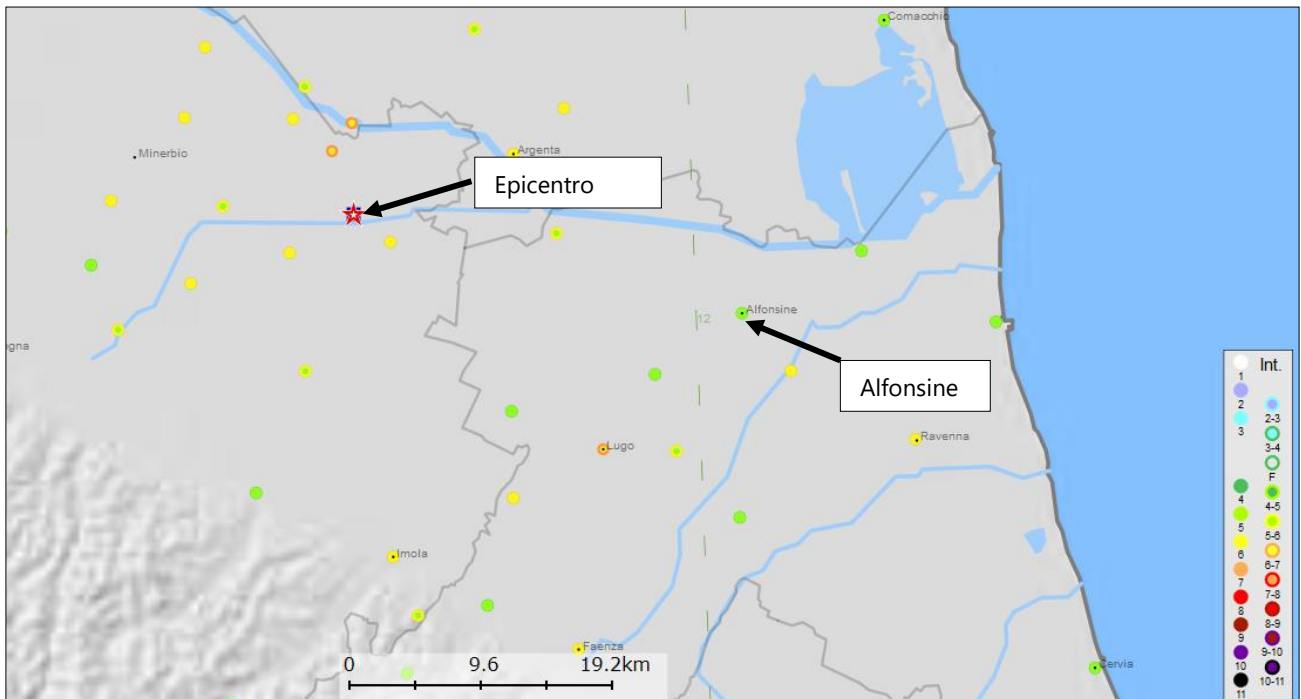 Comacchio
Minerbio
Argenta
Epicentro
12
Alfonsine
Alfonsine
ogna
Lugo
Ravenna
Imola
Faenza
Cervia
0 9.6 19.2km
Int.
1
2
2-3
3
3-4
F
4
4-5
5
5-6
6
6-7
7
7-8
8
8-9
9
9-10
10
10-11
11